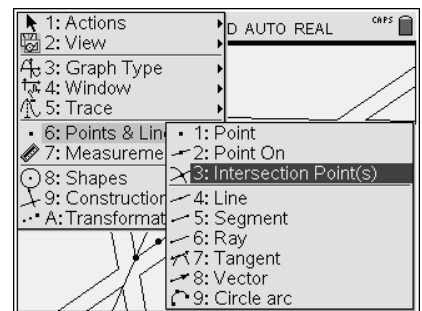 1: Actions
2: View
3: Graph Type
4: Window
5: Trace
6: Points & Lin
7: Measureme
8: Shapes
9: Construction
A: Transformat
D AUTO REAL
CAPS
1: Point
2: Point On
3: Intersection Point(s)
4: Line
5: Segment
6: Ray
7: Tangent
8: Vector
9: Circle arc